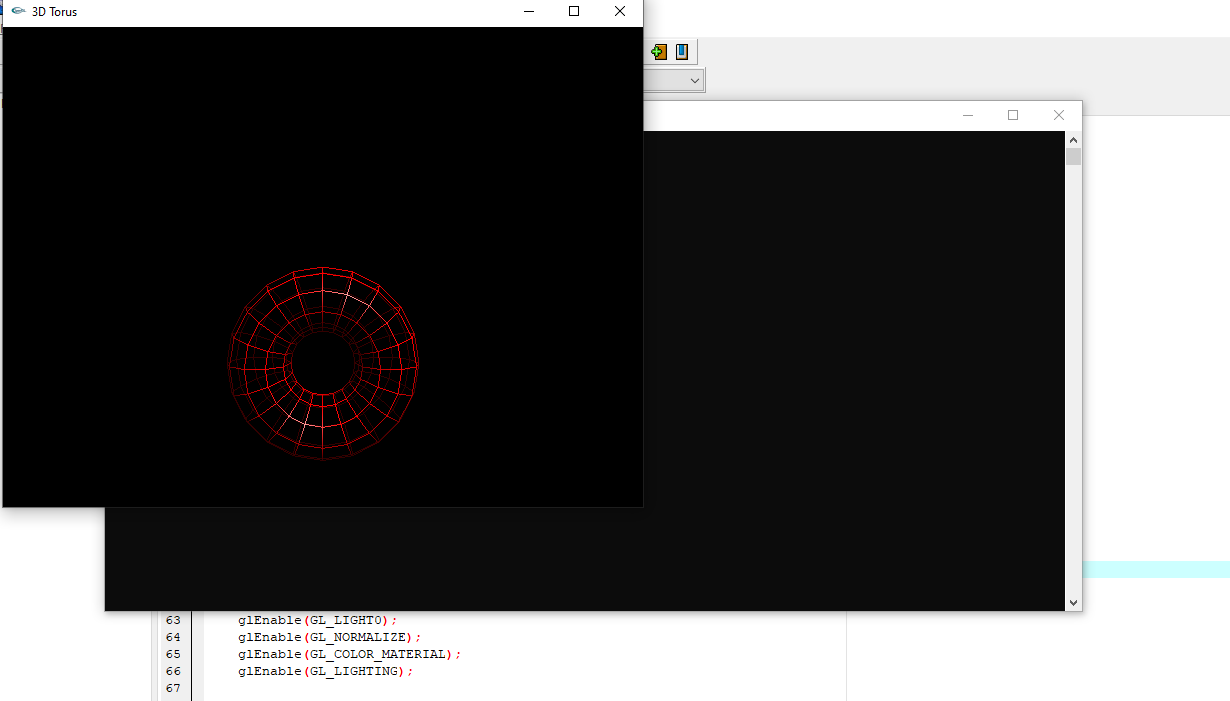 3D Torus
63 glEnable(GL_LIGHT0);
64 glEnable(GL_NORMALIZE);
65 glEnable(GL_COLOR_MATERIAL);
66 glEnable(GL_LIGHTING);
67